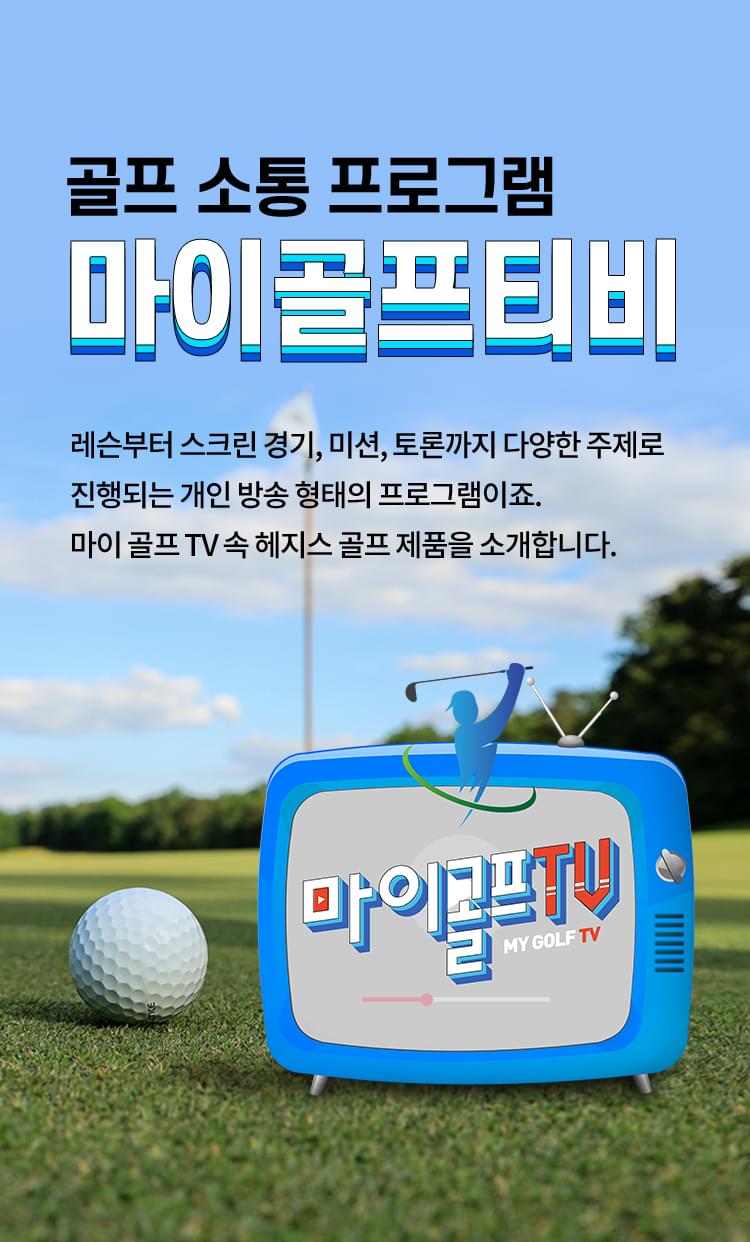 골프 소통 프로그램
마이골프티비
레슨부터 스크린 경기, 미션, 토론까지 다양한 주제로
진행되는 개인 방송 형태의 프로그램이죠.
마이 골프 TV 속 헤지스 골프 제품을 소개합니다.
마이골프TV
MY GOLF TV